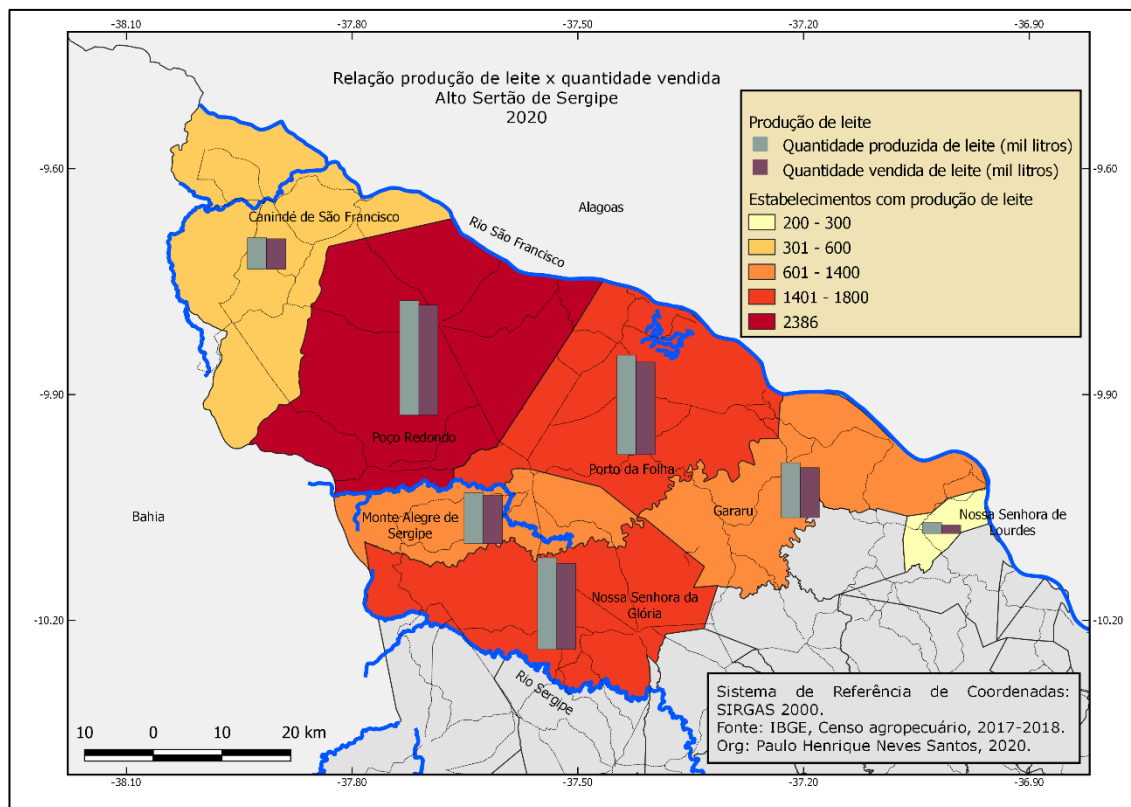 -38.10 -37.80 -37.50 -37.20 -36.90
Relação produção de leite x quantidade vendida
Alto Sertão de Sergipe
2020
Produção de leite
Quantidade produzida de leite (mil litros)
Quantidade vendida de leite (mil litros)
Estabelecimentos com produção de leite
200 - 300
301 - 600
601 - 1400
1401 - 1800
2386
-9.60 -9.60
Alagoas
Canindé de São Francisco
Rio São Francisco
-9.90 -9.90
Poço Redondo
Porto da Folha
Bahia
Monte Alegre de
Sergipe
Gararu
Nossa Senhora de
Lourdes
Nossa Senhora da
Glória
-10.20 -10.20
Rio Sergipe
Sistema de Referência de Coordenadas:
SIRGAS 2000.
Fonte: IBGE, Censo agropecuário, 2017-2018.
Org: Paulo Henrique Neves Santos, 2020.
10 0 10 20 km
-38.10 -37.80 -37.50 -37.20 -36.90